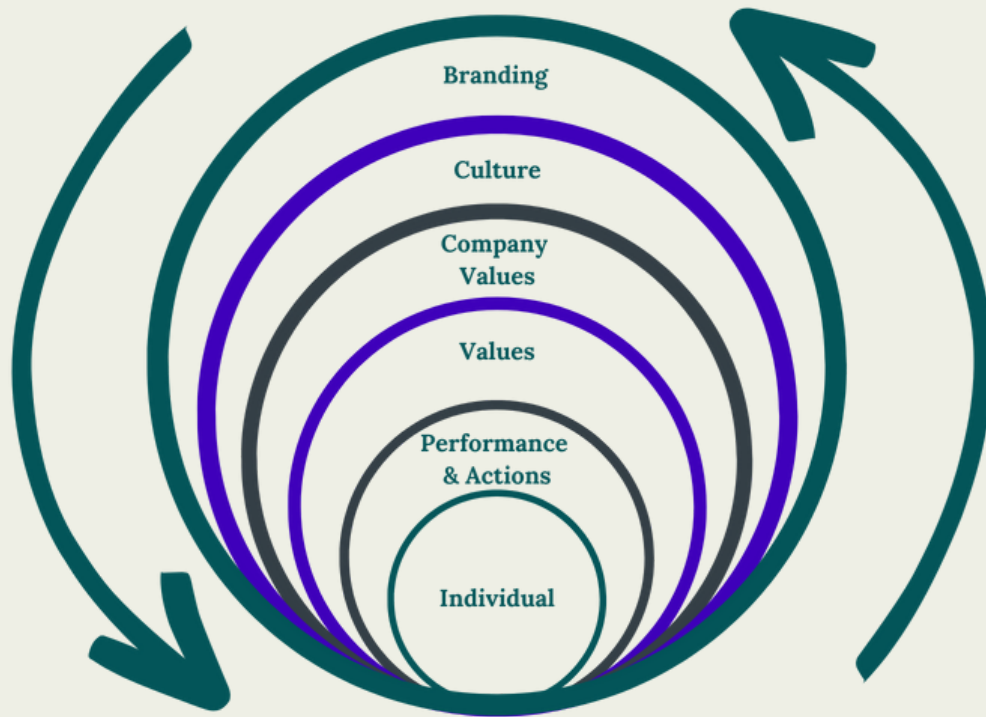 Branding
Culture
Company
Values
Values
Performance
& Actions
Individual